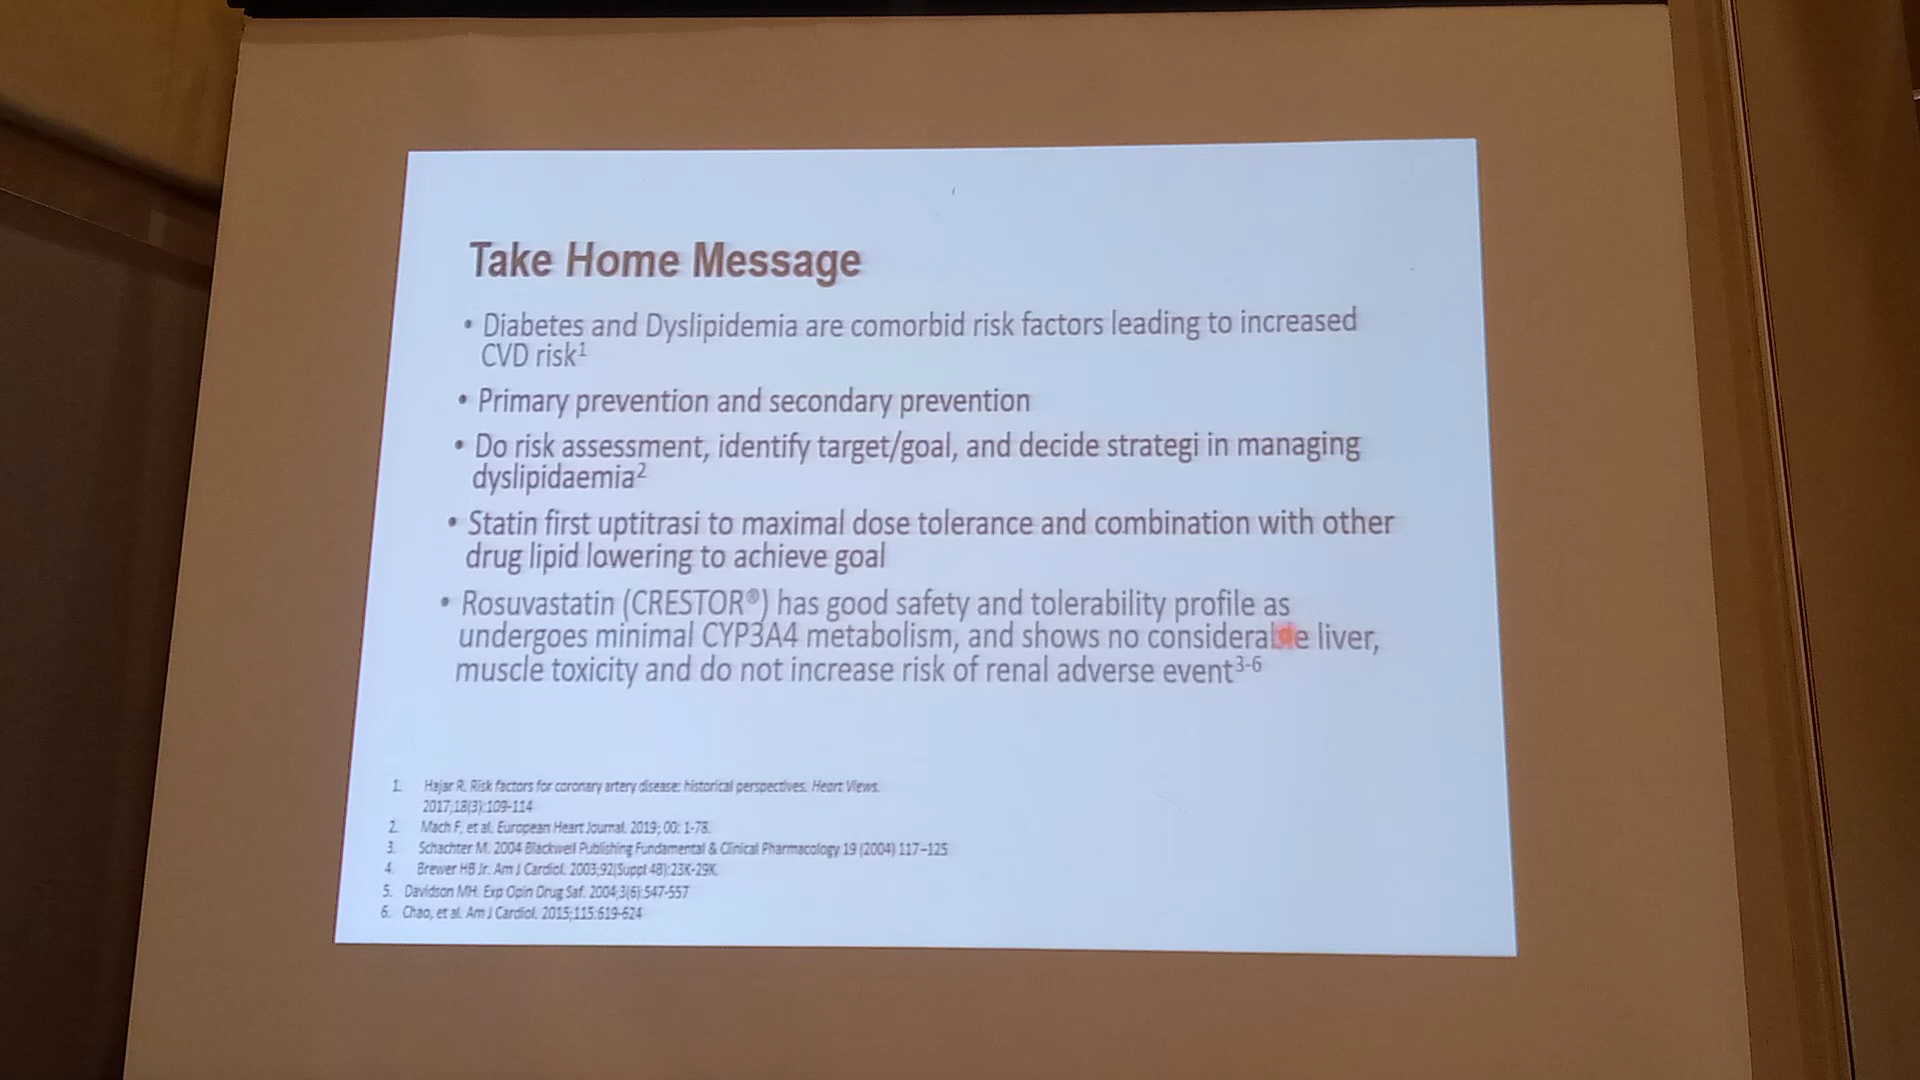 Take Home Message
• Diabetes and Dyslipidemia are comorbid risk factors leading to increased
CVD risk¹
• Primary prevention and secondary prevention
• Do risk assessment, identify target/goal, and decide strategi in managing
dyslipidaemia²
• Statin first uptitrasi to maximal dose tolerance and combination with other
drug lipid lowering to achieve goal
• Rosuvastatin (CRESTOR®) has good safety and tolerability profile as
undergoes minimal CYP3A4 metabolism, and shows no considerable liver,
muscle toxicity and do not increase risk of renal adverse event³⁻⁶
1. Hajar R. Risk factors for coronary artery disease: historical perspectives. Heart Views.
2017;18(3):109-114
2. Mach F, et al. European Heart Journal. 2019; 00: 1-78.
3. Schachter M. 2004 Blackwell Publishing Fundamental & Clinical Pharmacology 19 (2004) 117–125
4. Brewer HB Jr. Am J Cardiol. 2003;92(Suppl 4B):23K-29K.
5. Davidson MH. Exp Opin Drug Saf. 2004;3(6):547-557
6. Chao, et al. Am J Cardiol. 2015;115:619-624